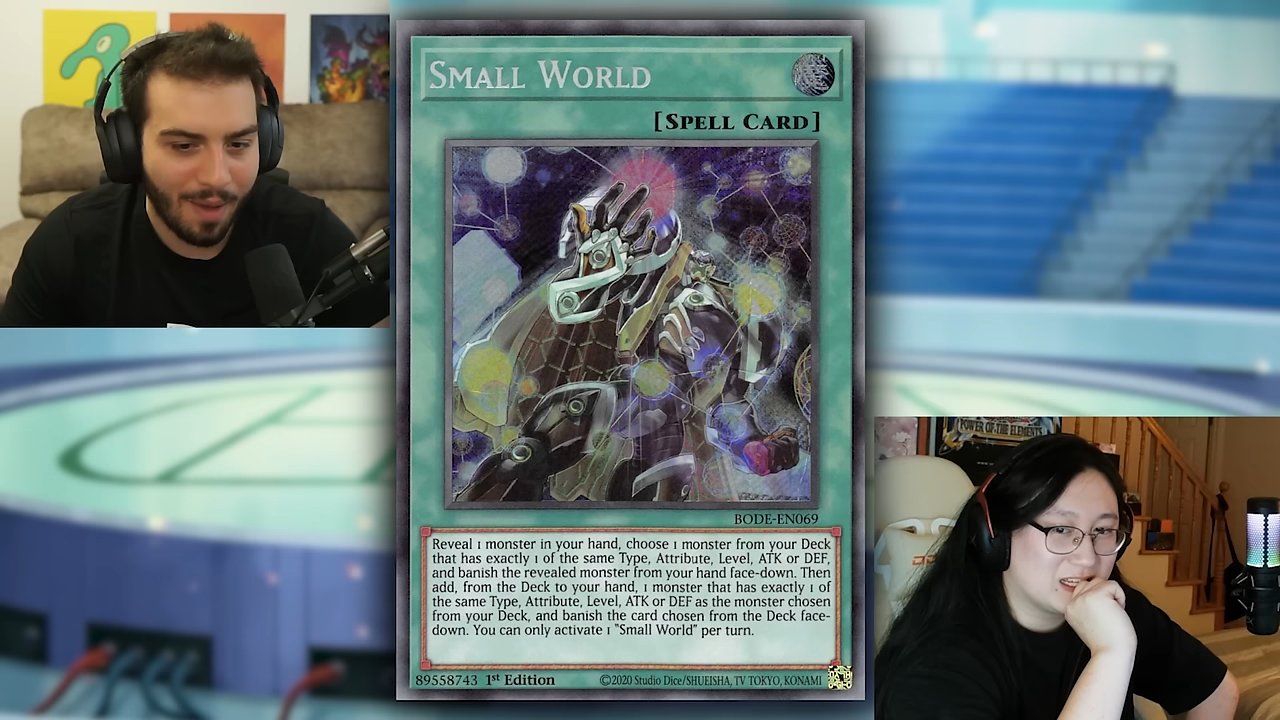 SMALL WORLD
[SPELL CARD]
BODE-EN069
Reveal 1 monster in your hand, choose 1 monster from your Deck
that has exactly 1 of the same Type, Attribute, Level, ATK or DEF,
and banish the revealed monster from your hand face-down. Then
add, from the Deck to your hand, 1 monster that has exactly 1 of
the same Type, Attribute, Level, ATK or DEF as the monster chosen
from your Deck, and banish the card chosen from the Deck face-
down. You can only activate 1 "Small World" per turn.
89558743 1st Edition ©2020 Studio Dice/SHUEISHA, TV TOKYO, KONAMI
POWER OF THE ELEMENTS